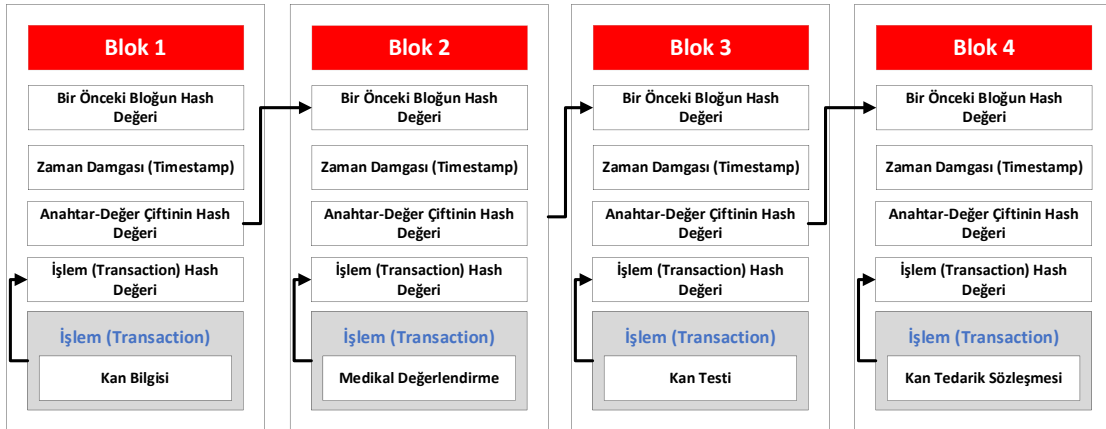 Blok 1
Bir Önceki Bloğun Hash
Değeri
Zaman Damgası (Timestamp)
Anahtar-Değer Çiftinin Hash
Değeri
İşlem (Transaction) Hash
Değeri
İşlem (Transaction)
Kan Bilgisi
Blok 2
Bir Önceki Bloğun Hash
Değeri
Zaman Damgası (Timestamp)
Anahtar-Değer Çiftinin Hash
Değeri
İşlem (Transaction) Hash
Değeri
İşlem (Transaction)
Medikal Değerlendirme
Blok 3
Bir Önceki Bloğun Hash
Değeri
Zaman Damgası (Timestamp)
Anahtar-Değer Çiftinin Hash
Değeri
İşlem (Transaction) Hash
Değeri
İşlem (Transaction)
Kan Testi
Blok 4
Bir Önceki Bloğun Hash
Değeri
Zaman Damgası (Timestamp)
Anahtar-Değer Çiftinin Hash
Değeri
İşlem (Transaction) Hash
Değeri
İşlem (Transaction)
Kan Tedarik Sözleşmesi